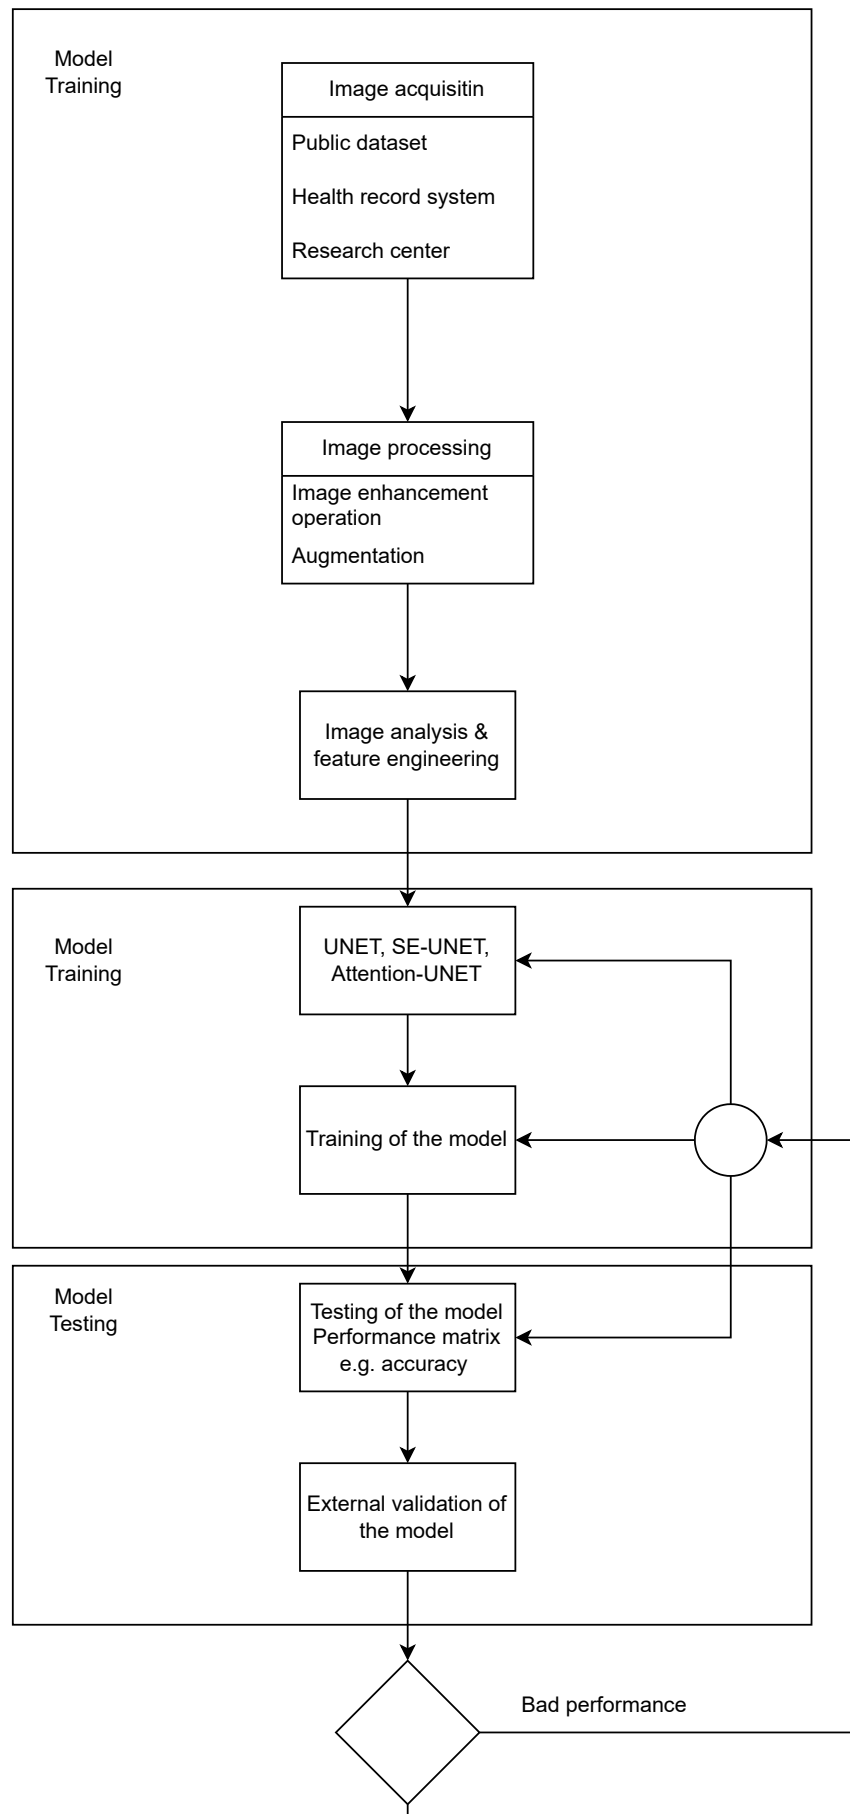 Model
Training
Image acquisitin
Public dataset
Health record system
Research center
Image processing
Image enhancement
operation
Augmentation
Image analysis &
feature engineering
Model
Training
UNET, SE-UNET,
Attention-UNET
Training of the model
Model
Testing
Testing of the model
Performance matrix
e.g. accuracy
External validation of
the model
Bad performance